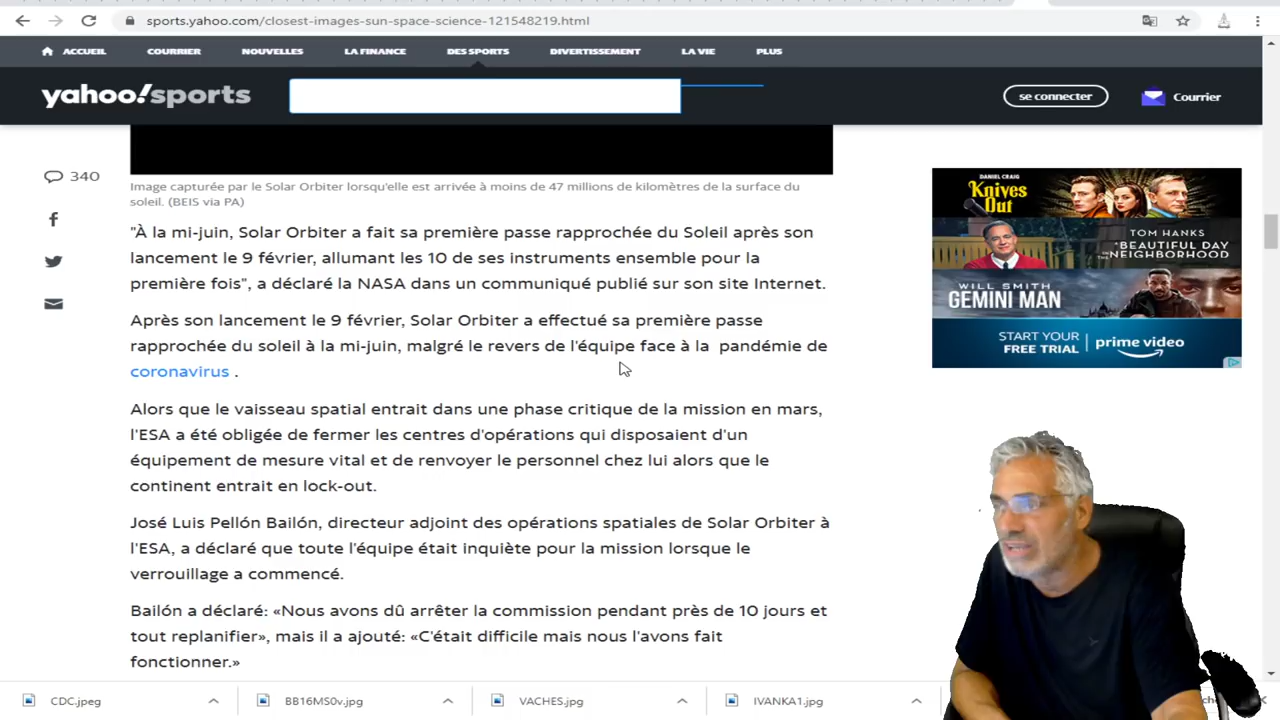 sports.yahoo.com/closest-images-sun-space-science-121548219.html
ACCUEIL COURRIER NOUVELLES LA FINANCE DES SPORTS DIVERTISSEMENT LA VIE PLUS
yahoo!sports
se connecter
Courrier
340
Image capturée par le Solar Orbiter lorsqu'elle est arrivée à moins de 47 millions de kilomètres de la surface du
soleil. (BEIS via PA)
"À la mi-juin, Solar Orbiter a fait sa première passe rapprochée du Soleil après son
lancement le 9 février, allumant les 10 de ses instruments ensemble pour la
première fois", a déclaré la NASA dans un communiqué publié sur son site Internet.
Après son lancement le 9 février, Solar Orbiter a effectué sa première passe
rapprochée du soleil à la mi-juin, malgré le revers de l'équipe face à la pandémie de
coronavirus .
Alors que le vaisseau spatial entrait dans une phase critique de la mission en mars,
l'ESA a été obligée de fermer les centres d'opérations qui disposaient d'un
équipement de mesure vital et de renvoyer le personnel chez lui alors que le
continent entrait en lock-out.
José Luis Pellón Bailón, directeur adjoint des opérations spatiales de Solar Orbiter à
l'ESA, a déclaré que toute l'équipe était inquiète pour la mission lorsque le
verrouillage a commencé.
Bailón a déclaré: «Nous avons dû arrêter la commission pendant près de 10 jours et
tout replanifier», mais il a ajouté: «C'était difficile mais nous l'avons fait
fonctionner.»
DANIEL CRAIG
Knives
Out
TOM HANKS
A BEAUTIFUL DAY
IN THE NEIGHBORHOOD
WILL SMITH
GEMINI MAN
START YOUR
FREE TRIAL
prime video
CDC.jpeg
BB16MS0v.jpg
VACHES.jpg
IVANKA1.jpg